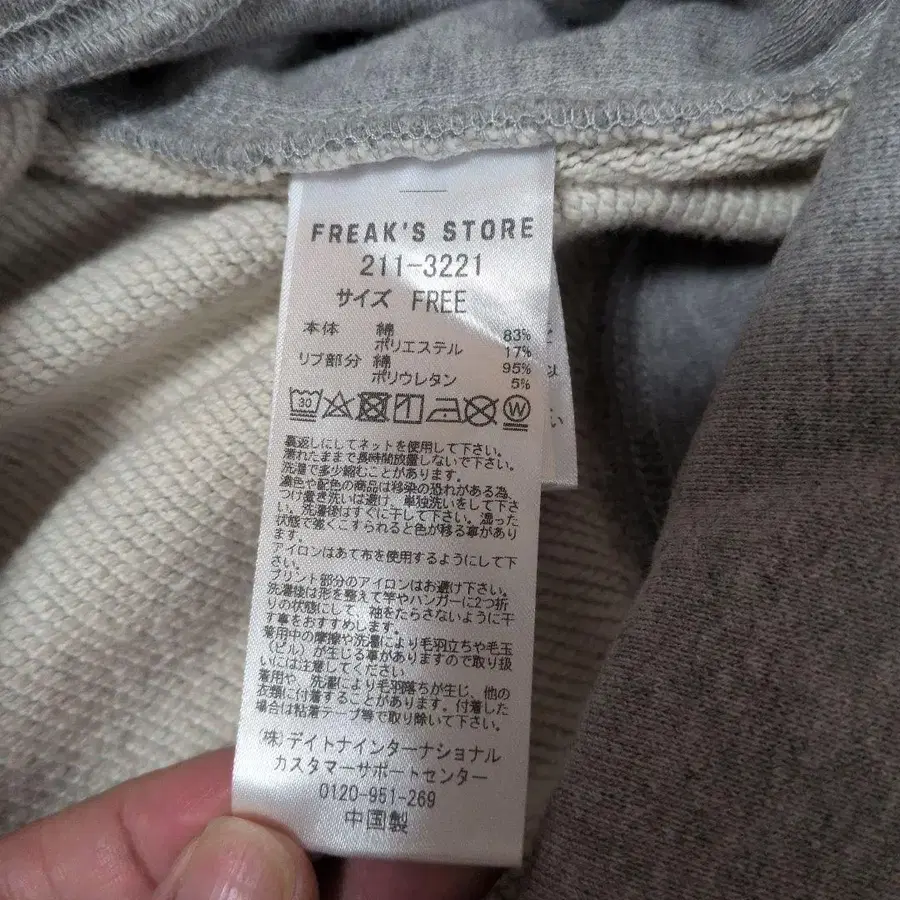 FREAK'S STORE
211-3221
サイズ FREE
本体 綿 83%
ポリエステル 17%
リブ部分 綿 95%
ポリウレタン 5%
30 W
裏返しにしてネットを使用して下さい。
濡れたままで長時間放置しないで下さい。
洗濯で多少縮むことがあります。
濃色や配色の商品は移染の恐れがある為、
つけ置き洗いは避け、単独洗いをして下さ
い。洗濯後はすぐに干して下さい。湿った
状態で強くこすられると色が移る事があり
ます。
アイロンはあて布を使用するようにして下
さい。
プリント部分のアイロンはお避け下さい。
洗濯後は形を整えて竿やハンガーに2つ折
りの状態にして、袖をたらさないように干
す事をおすすめします。
着用中の摩擦や洗濯により毛羽立ちや毛玉
(ピル)が生じる事がありますので取り扱
いには注意してください
着用や、洗濯により毛羽落ちが生じ、他の
衣類に付着することがあります。付着した
場合は粘着テープ等で取り除いて下さい。
(株)デイトナインターナショナル
カスタマーサポートセンター
0120-951-269
中国製